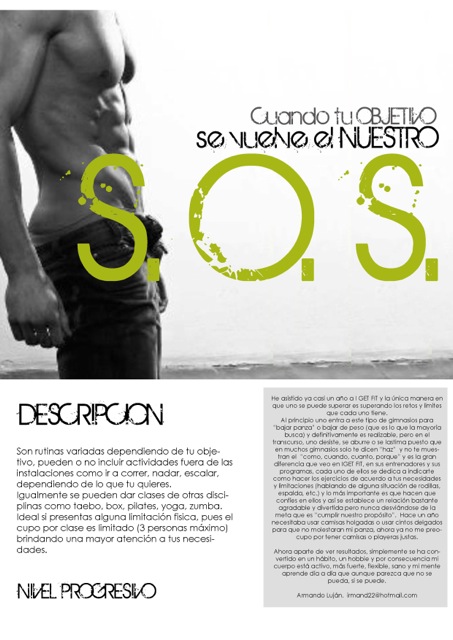 Cuando tu OBJETIVO
se vuelve el NUESTRO
S.O.S.
DESCRIPCION
Son rutinas variadas dependiendo de tu obje-
tivo, pueden o no incluir actividades fuera de las
instalaciones como ir a correr, nadar, escalar,
dependiendo de lo que tu quieres.
Igualmente se pueden dar clases de otras disci-
plinas como taebo, box, pilates, yoga, zumba.
Ideal si presentas alguna limitación física, pues el
cupo por clase es limitado (3 personas máximo)
brindando una mayor atención a tus necesi-
dades.
NIVEL PROGRESIVO
He asistido ya casi un año a I GET FIT y la única manera en
que uno se puede superar es superando los retos y límites
que cada uno tiene.
Al principio uno entra a este tipo de gimnasios para
"bajar panza" o bajar de peso (que es lo que la mayoría
busca) y definitivamente es realizable, pero en el
transcurso, uno desiste, se aburre o se lastima puesto que
en muchos gimnasios solo te dicen "haz" y no te mues-
tran el "como, cuando, cuanto, porque" y es la gran
diferencia que veo en IGET FIT, en sus entrenadores y sus
programas, cada uno de ellos se dedica a indicarte
como hacer los ejercicios de acuerdo a tus necesidades
y limitaciones (hablando de alguna situación de rodillas,
espalda, etc.) y lo más importante es que hacen que
confíes en ellos y así se establece un relación bastante
agradable y divertida pero nunca desviándose de la
meta que es "cumplir nuestro propósito". Hace un año
necesitaba usar camisas holgadas o usar cintos delgados
para que no molestaran mi panza, ahora ya no me preo-
cupo por tener camisas o playeras justas.
Ahora aparte de ver resultados, simplemente se ha con-
vertido en un hábito, un hobbie y por consecuencia mi
cuerpo está activo, más fuerte, flexible, sano y mi mente
aprende día a día que aunque parezca que no se
pueda, si se puede.
Armando Luján. irmand22@hotmail.com